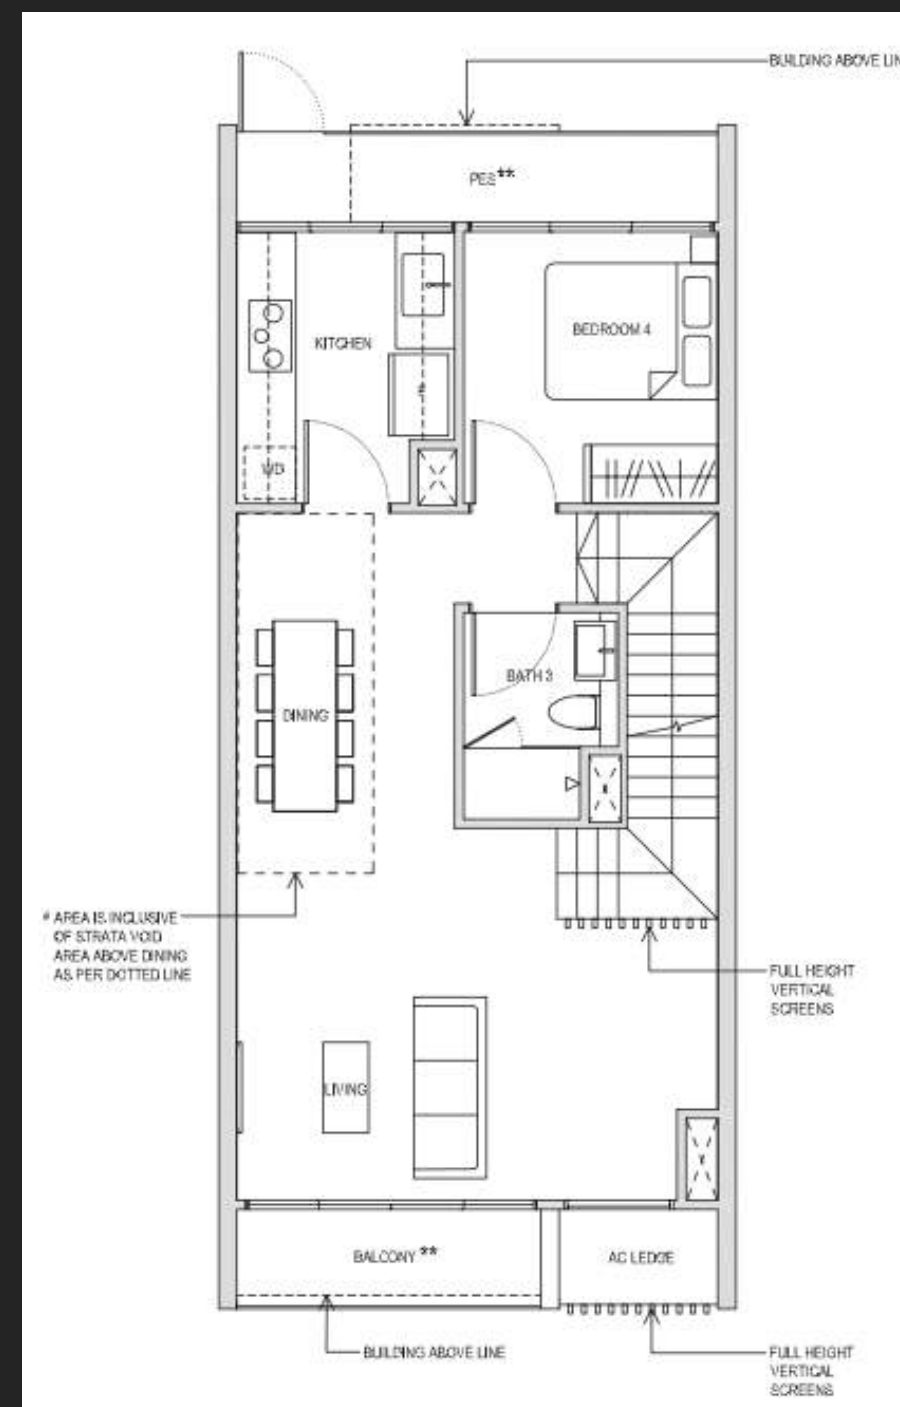 BUILDING ABOVE LIN
PES**
KITCHEN
BEDROOM 4
#
WD
BATH 3
DINING
# AREA IS INCLUSIVE
OF STRATA VOID
AREA ABOVE DINING
AS PER DOTTED LINE
FULL HEIGHT
VERTICAL
SCREENS
LIVING
BALCONY **
AC LEDGE
BUILDING ABOVE LINE
FULL HEIGHT
VERTICAL
SCREENS